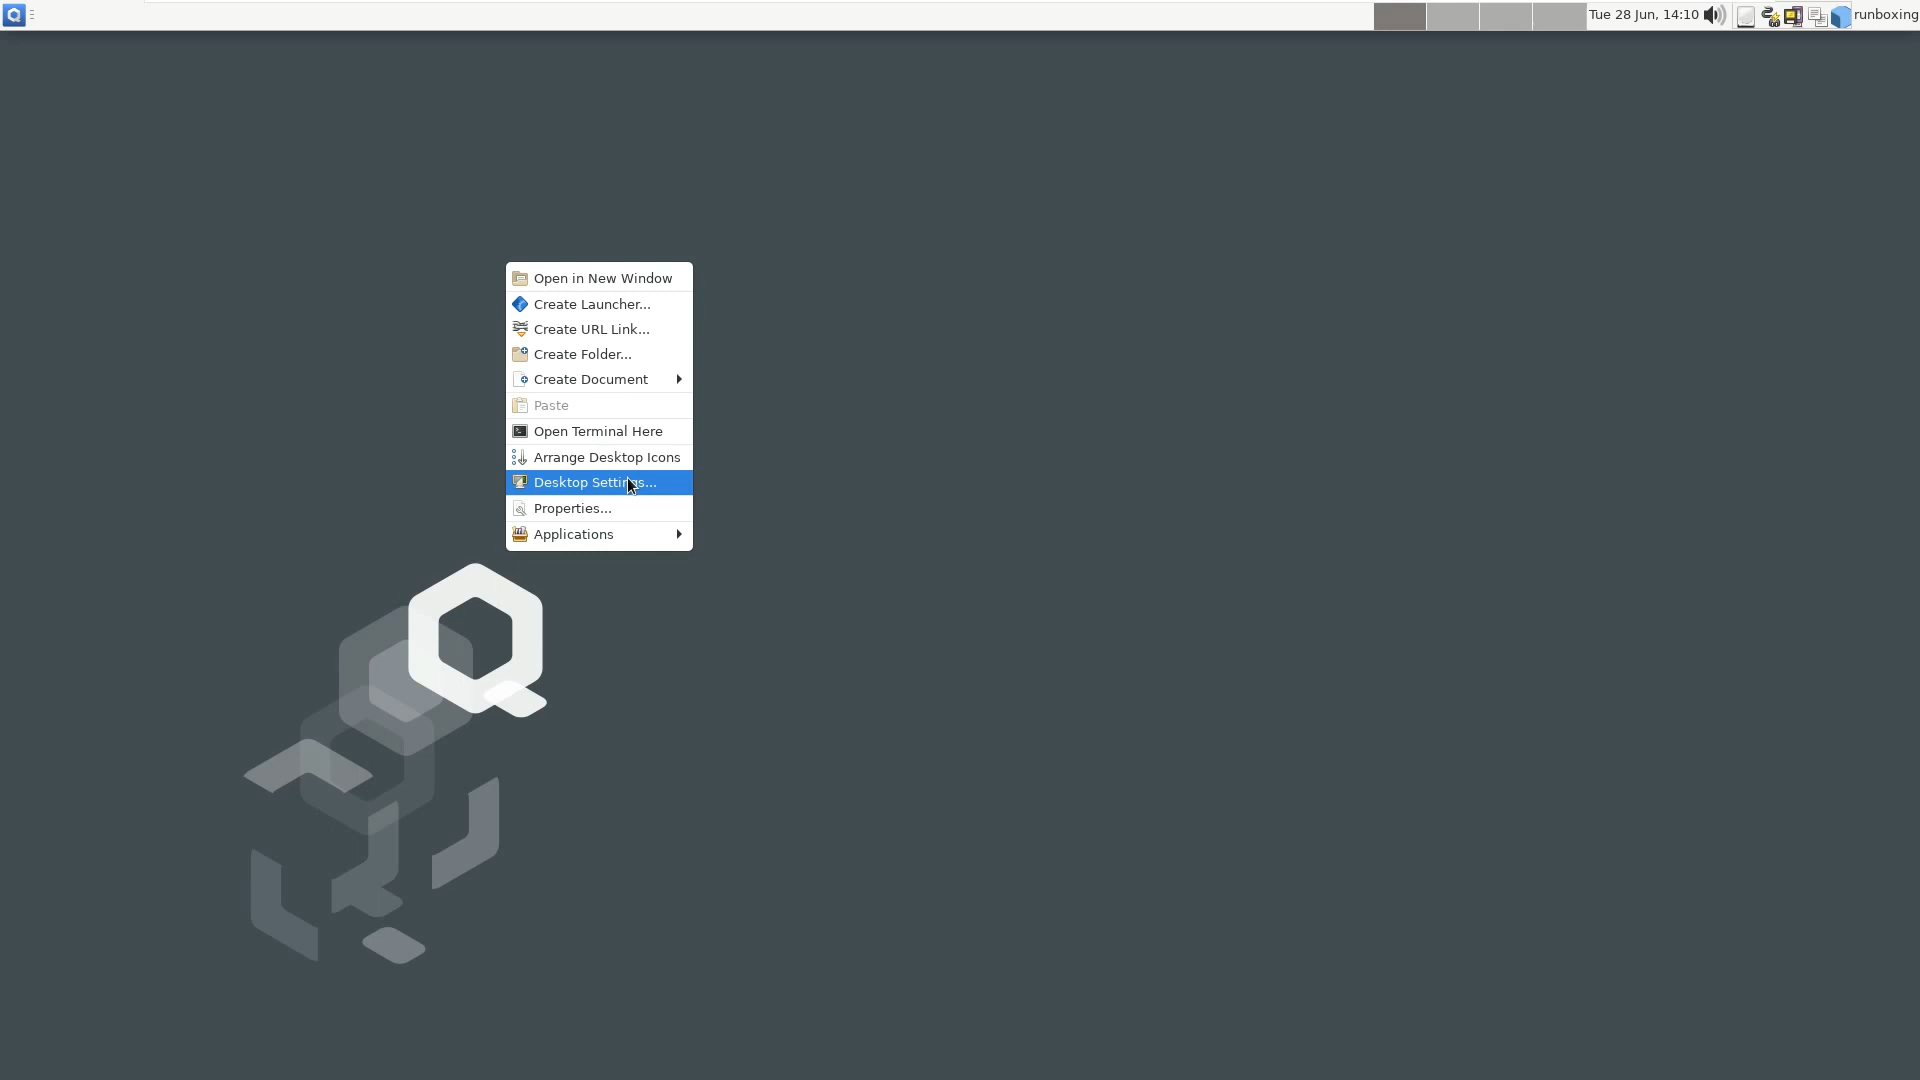 Tue 28 Jun, 14:10
runboxing
Open in New Window
Create Launcher...
Create URL Link...
Create Folder...
Create Document
Paste
Open Terminal Here
Arrange Desktop Icons
Desktop Settings...
Properties...
Applications